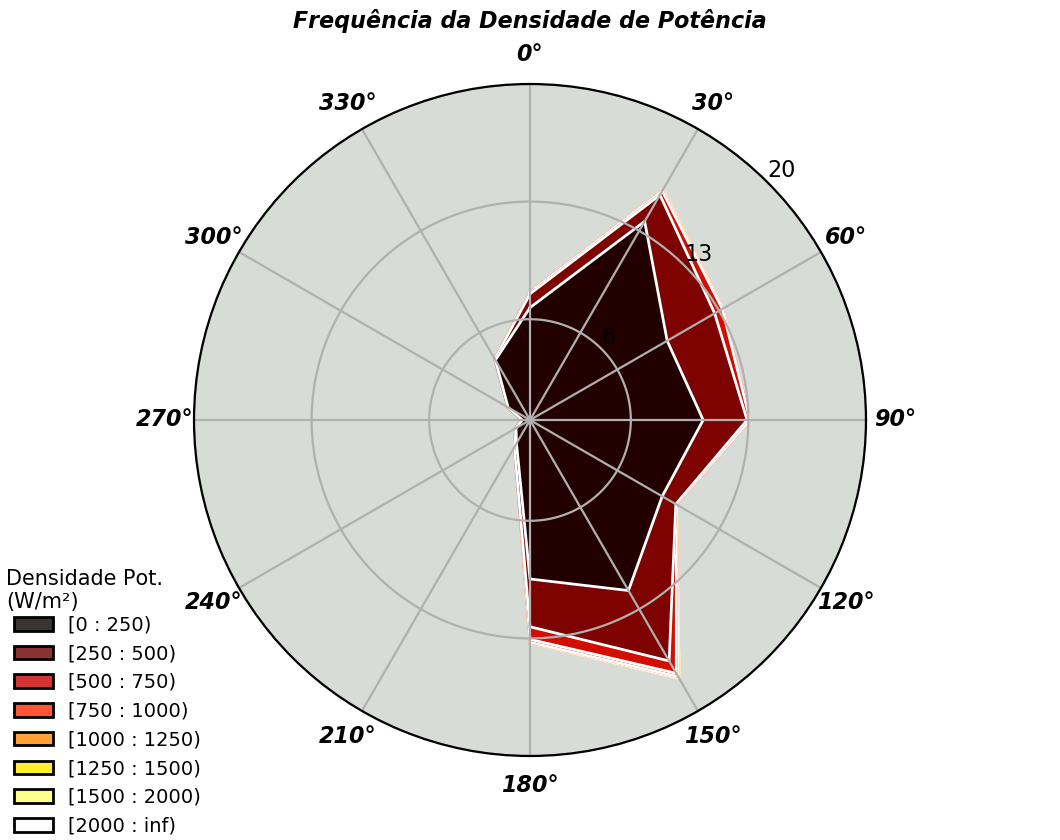 Frequência da Densidade de Potência
0°
330°
30°
20
300°
60°
13
6
270°
90°
240°
120°
210°
150°
180°
Densidade Pot.
(W/m²)
[0 : 250)
[250 : 500)
[500 : 750)
[750 : 1000)
[1000 : 1250)
[1250 : 1500)
[1500 : 2000)
[2000 : inf)